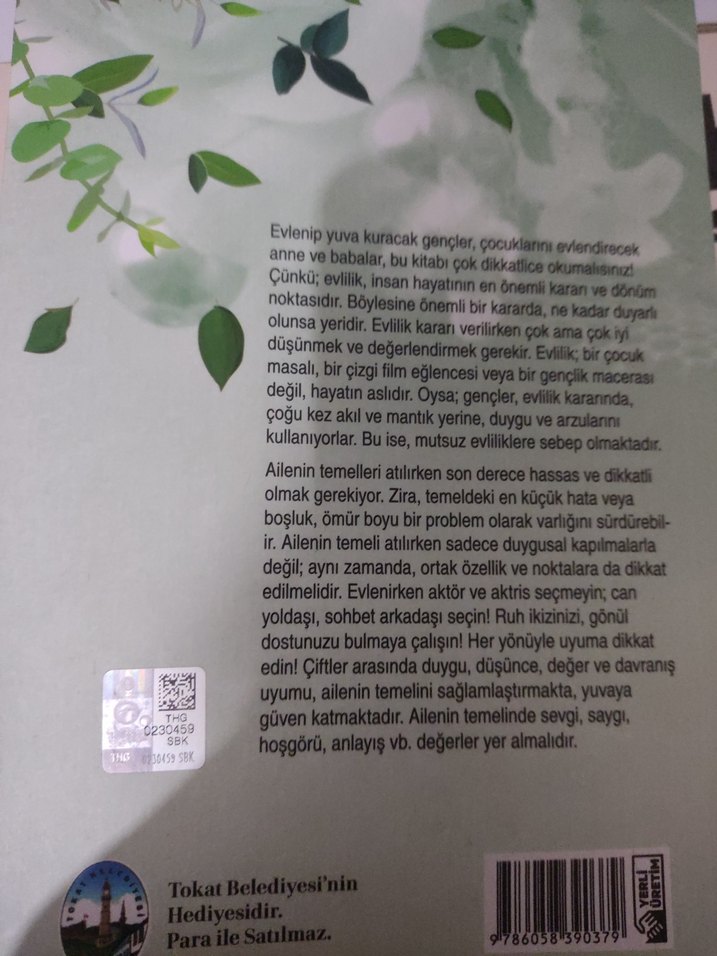 Evlenip yuva kuracak gençler, çocuklarını evlendirecek
anne ve babalar, bu kitabı çok dikkatlice okumalısınız!
Çünkü; evlilik, insan hayatının en önemli kararı ve dönüm
noktasıdır. Böylesine önemli bir kararda, ne kadar duyarlı
olunsa yeridir. Evlilik kararı verilirken çok ama çok iyi
düşünmek ve değerlendirmek gerekir. Evlilik; bir çocuk
masalı, bir çizgi film eğlencesi veya bir gençlik macerası
değil, hayatın aslıdır. Oysa; gençler, evlilik kararında,
çoğu kez akıl ve mantık yerine, duygu ve arzularını
kullanıyorlar. Bu ise, mutsuz evliliklere sebep olmaktadır.
Ailenin temelleri atılırken son derece hassas ve dikkatli
olmak gerekiyor. Zira, temeldeki en küçük hata veya
boşluk, ömür boyu bir problem olarak varlığını sürdürebil-
ir. Ailenin temeli atılırken sadece duygusal kapılmalarla
değil; aynı zamanda, ortak özellik ve noktalara da dikkat
edilmelidir. Evlenirken aktör ve aktris seçmeyin; can
yoldaşı, sohbet arkadaşı seçin! Ruh ikizinizi, gönül
dostunuzu bulmaya çalışın! Her yönüyle uyuma dikkat
edin! Çiftler arasında duygu, düşünce, değer ve davranış
uyumu, ailenin temelini sağlamlaştırmakta, yuvaya
güven katmaktadır. Ailenin temelinde sevgi, saygı,
hoşgörü, anlayış vb. değerler yer almalıdır.
THG
0230459
SBK
THG 0230459 SBK
TOKAT BELEDİYESİ
Tokat Belediyesi'nin
Hediyesidir.
Para ile Satılmaz.
9 786058 390379
YERLİ
ÜRETİM